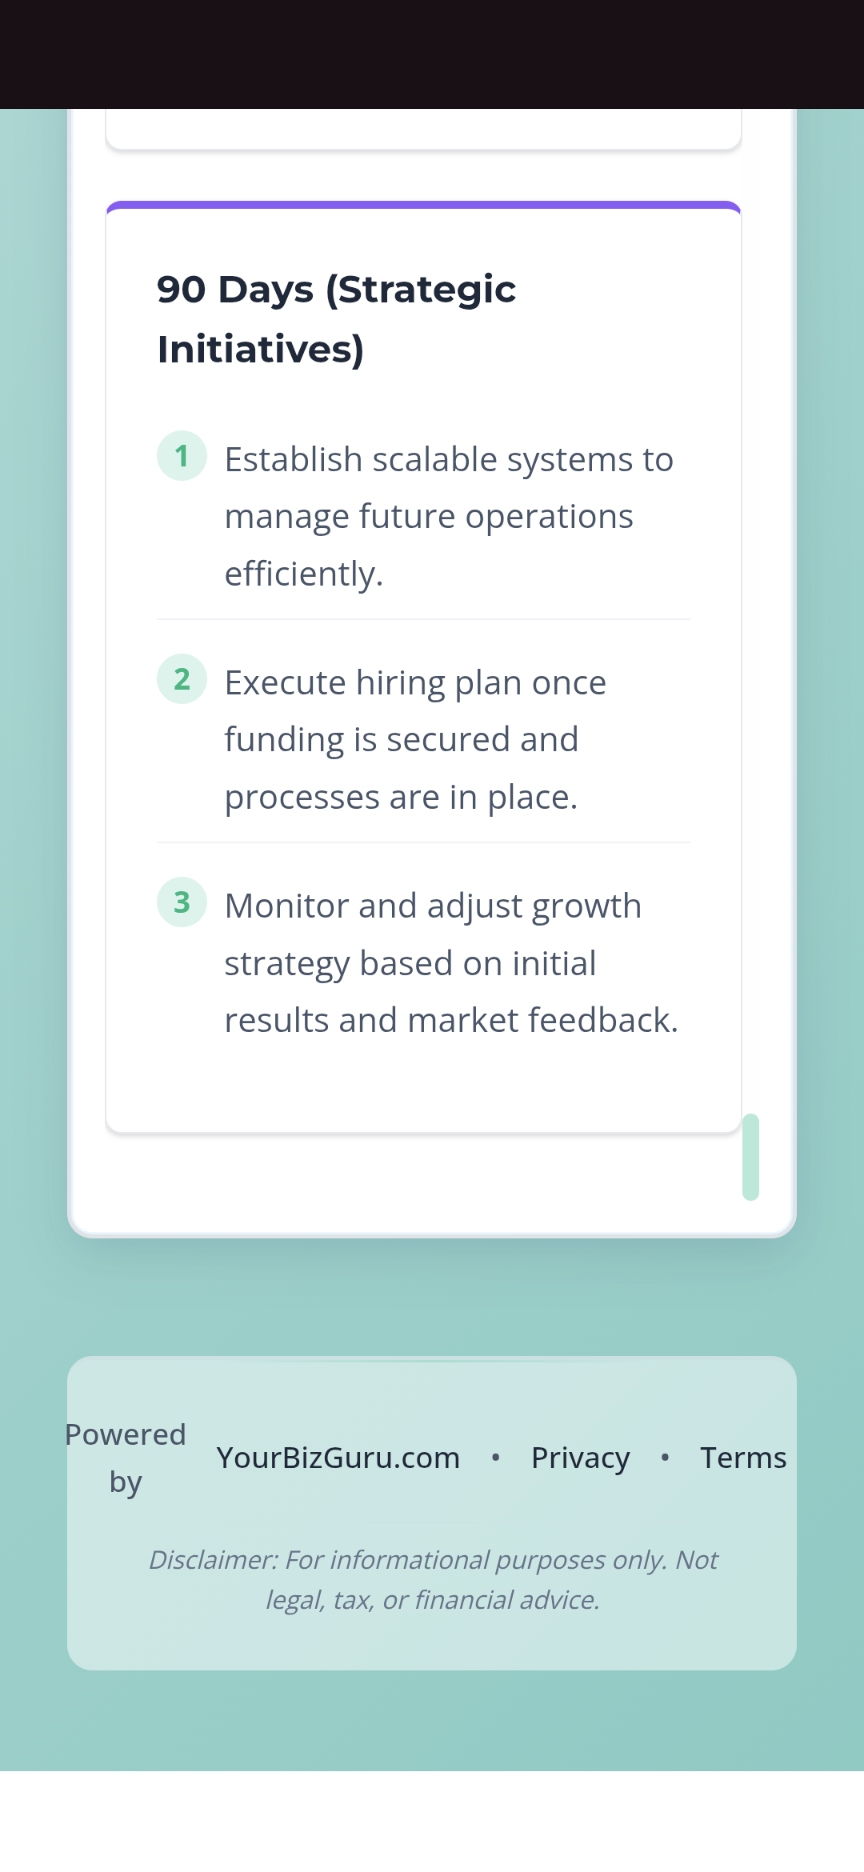 90 Days (Strategic
Initiatives)
1 Establish scalable systems to
manage future operations
efficiently.
2 Execute hiring plan once
funding is secured and
processes are in place.
3 Monitor and adjust growth
strategy based on initial
results and market feedback.
Powered
by
YourBizGuru.com • Privacy • Terms
Disclaimer: For informational purposes only. Not
legal, tax, or financial advice.